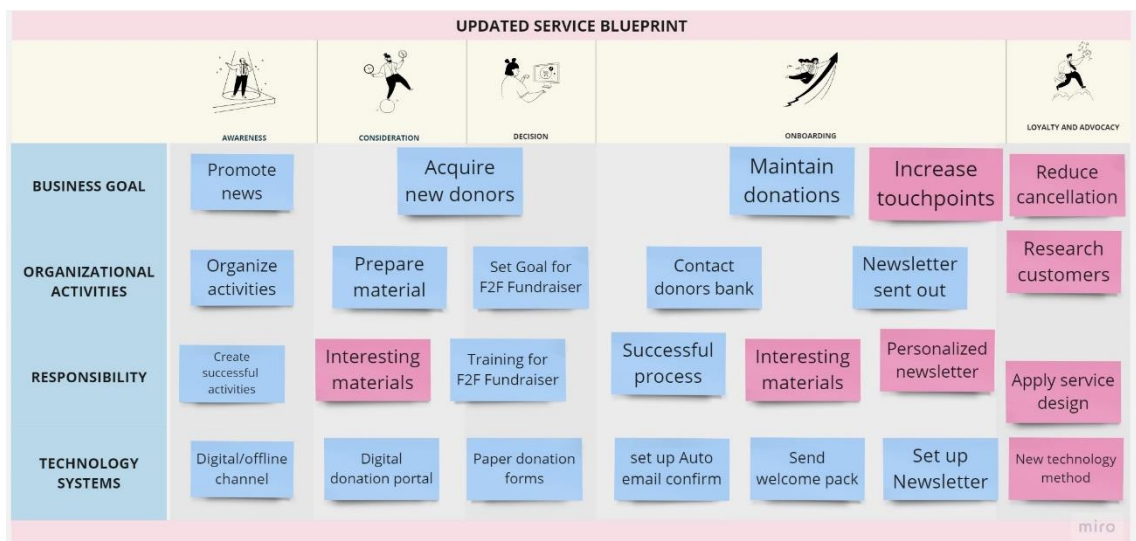 UPDATED SERVICE BLUEPRINT
AWARENESS
CONSIDERATION
DECISION
ONBOARDING
LOYALTY AND ADVOCACY
BUSINESS GOAL
Promote
news
Acquire
new donors
Maintain
donations
Increase
touchpoints
Reduce
cancellation
ORGANIZATIONAL
ACTIVITIES
Organize
activities
Prepare
material
Set Goal for
F2F Fundraiser
Contact
donors bank
Newsletter
sent out
Research
customers
RESPONSIBILITY
Create
successful
activities
Interesting
materials
Training for
F2F Fundraiser
Successful
process
Interesting
materials
Personalized
newsletter
Apply service
design
TECHNOLOGY
SYSTEMS
Digital/offline
channel
Digital
donation portal
Paper donation
forms
set up Auto
email confirm
Send
welcome pack
Set up
Newsletter
New technology
method
miro